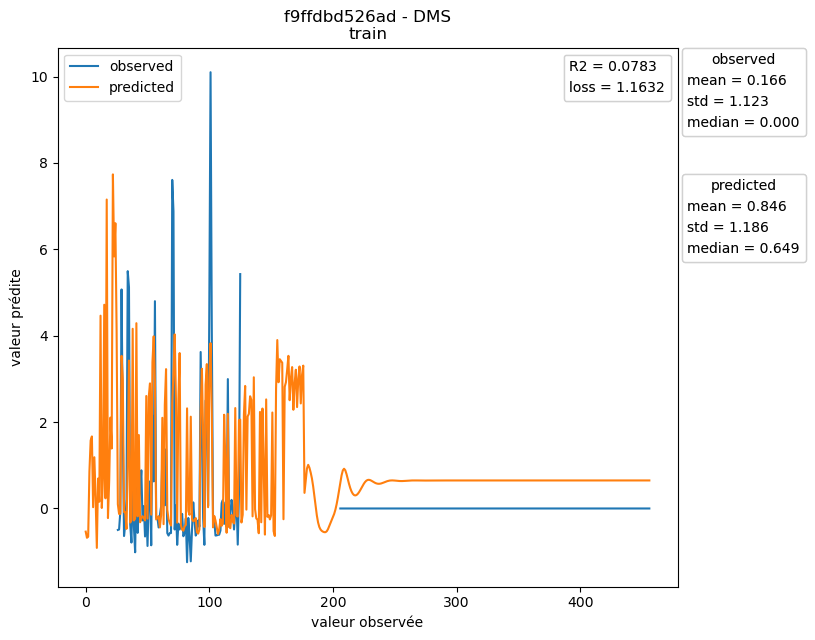 f9ffdbd526ad - DMS
train
observed
predicted
R2 = 0.0783
loss = 1.1632
observed
mean = 0.166
std = 1.123
median = 0.000
predicted
mean = 0.846
std = 1.186
median = 0.649
valeur prédite
10
8
6
4
2
0
0
100
200
300
400
valeur observée